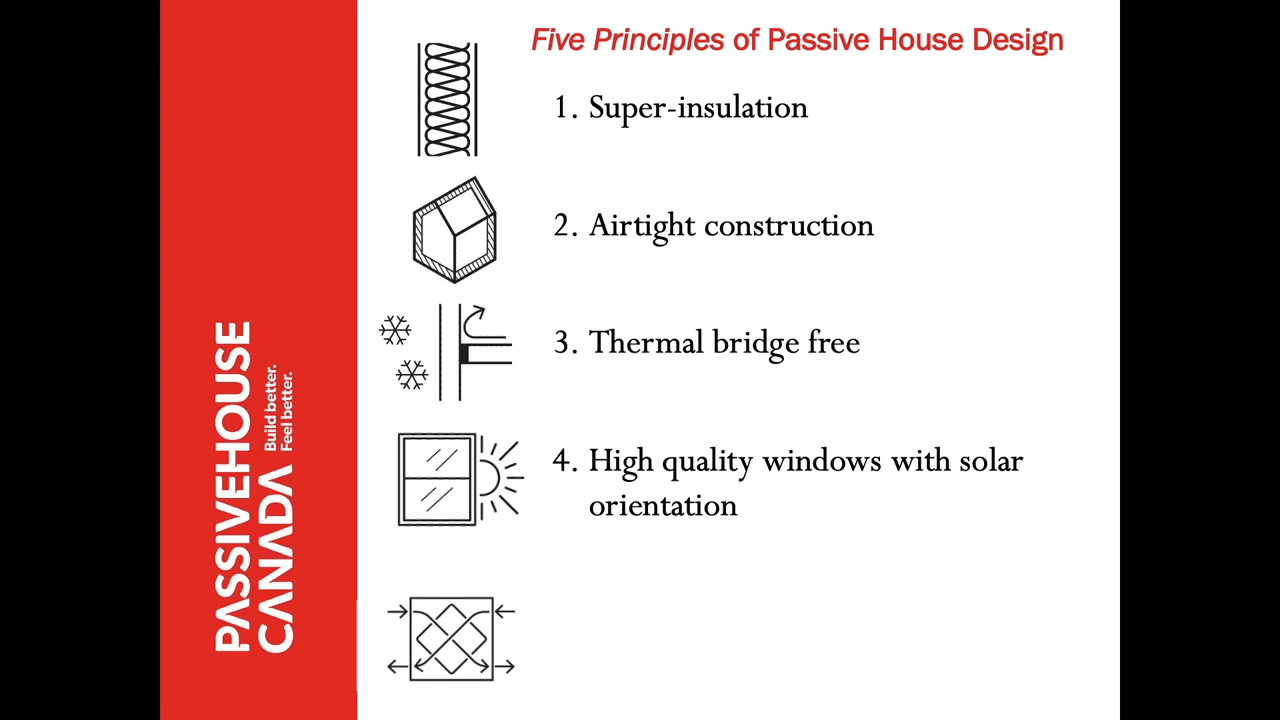 Five Principles of Passive House Design
1. Super-insulation
2. Airtight construction
3. Thermal bridge free
4. High quality windows with solar
orientation
PASSIVEHOUSE
CANADA
Build better.
Feel better.